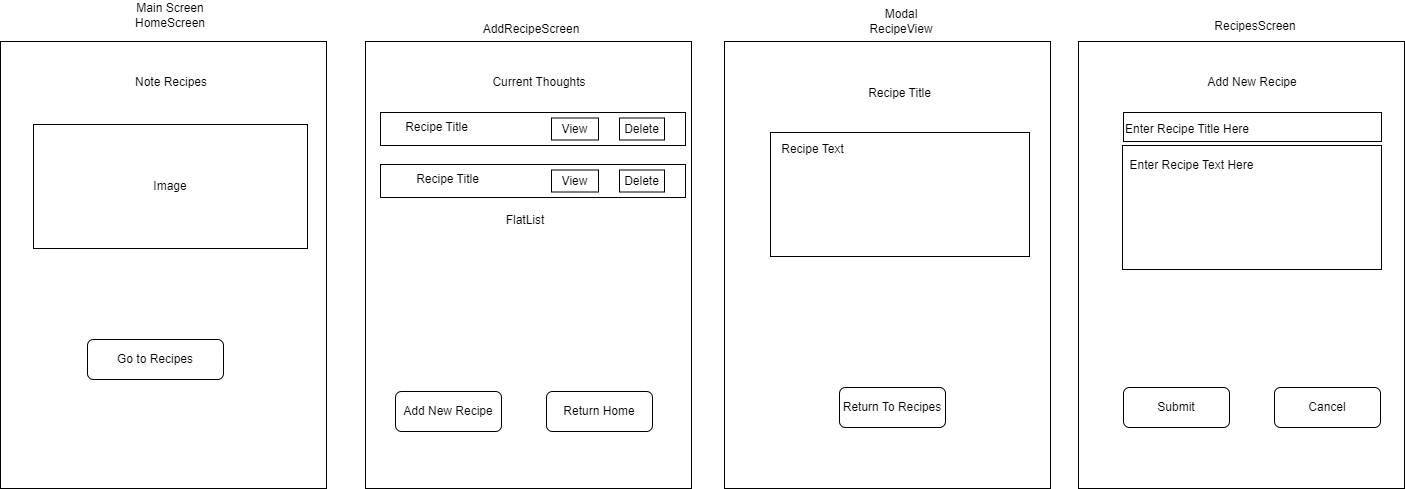 Main Screen
HomeScreen
Note Recipes
Image
Go to Recipes
AddRecipeScreen
Current Thoughts
Recipe Title View Delete
Recipe Title View Delete
FlatList
Add New Recipe Return Home
Modal
RecipeView
Recipe Title
Recipe Text
Return To Recipes
RecipesScreen
Add New Recipe
Enter Recipe Title Here
Enter Recipe Text Here
Submit Cancel